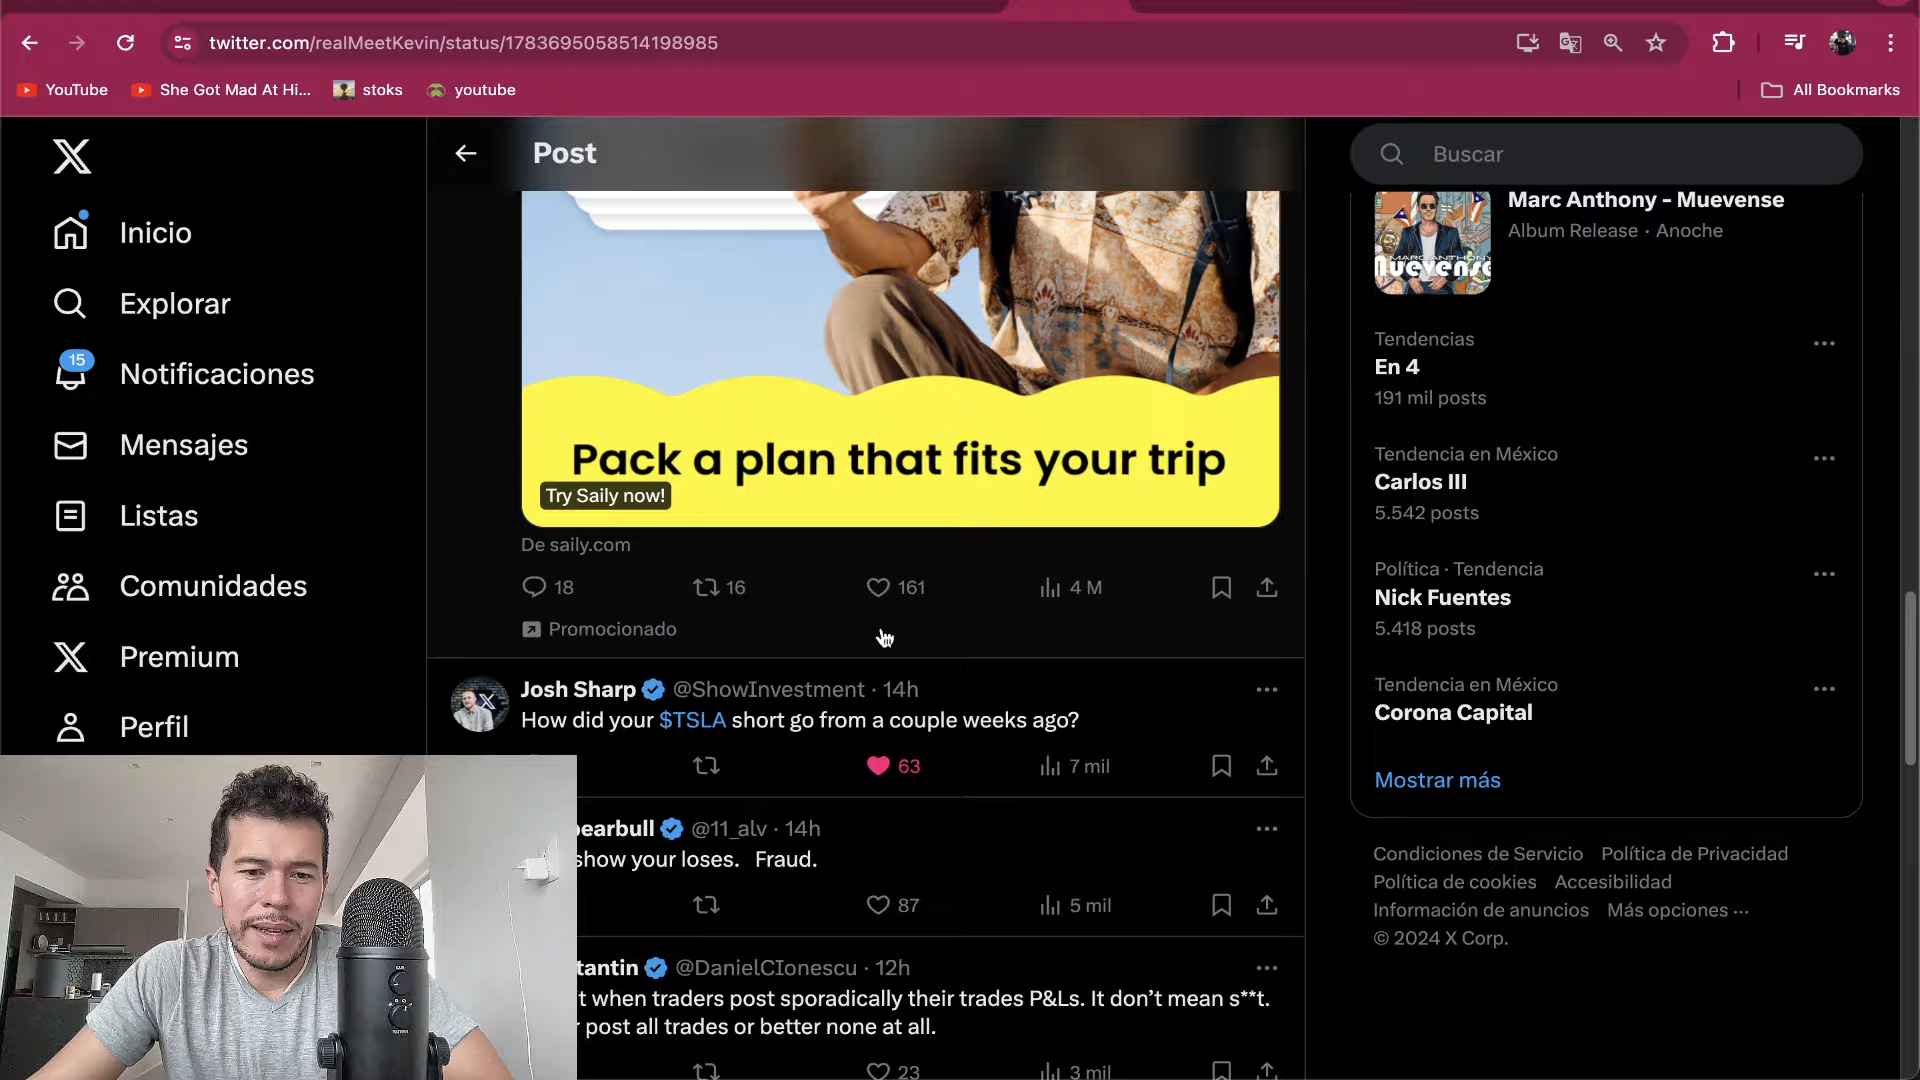 twitter.com/realMeetKevin/status/1783695058514198985
YouTube
She Got Mad At Hi...
stoks
youtube
All Bookmarks
Inicio
Explorar
15
Notificaciones
Mensajes
Listas
Comunidades
Premium
Perfil
Post
Pack a plan that fits your trip
Try Saily now!
De saily.com
18
16
161
4 M
Promocionado
Josh Sharp @ShowInvestment · 14h
How did your $TSLA short go from a couple weeks ago?
63
7 mil
bearbull @11_alv · 14h
show your loses. Fraud.
87
5 mil
tantin @DanielCIonescu · 12h
t when traders post sporadically their trades P&Ls. It don’t mean s**t.
post all trades or better none at all.
23
3 mil
Buscar
MARC ANTHONY
Muevense
Marc Anthony - Muevense
Album Release · Anoche
Tendencias
En 4
191 mil posts
Tendencia en México
Carlos III
5.542 posts
Política · Tendencia
Nick Fuentes
5.418 posts
Tendencia en México
Corona Capital
Mostrar más
Condiciones de Servicio Política de Privacidad
Política de cookies Accesibilidad
Información de anuncios Más opciones ···
© 2024 X Corp.